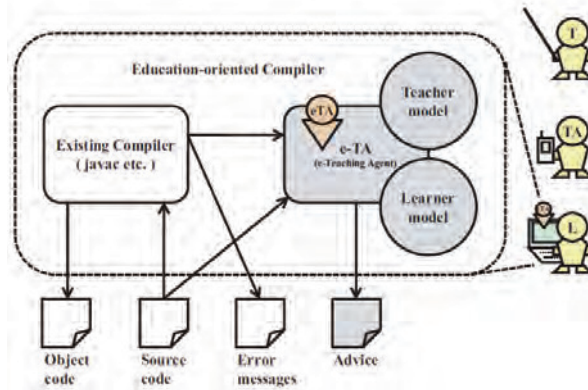 Education-oriented Compiler
T
eTA
Teacher
model
Existing Compiler
( javac etc. )
e-TA
(e-Teaching Agent)
TA
Learner
model
L
Object
code
Source
code
Error
messages
Advice